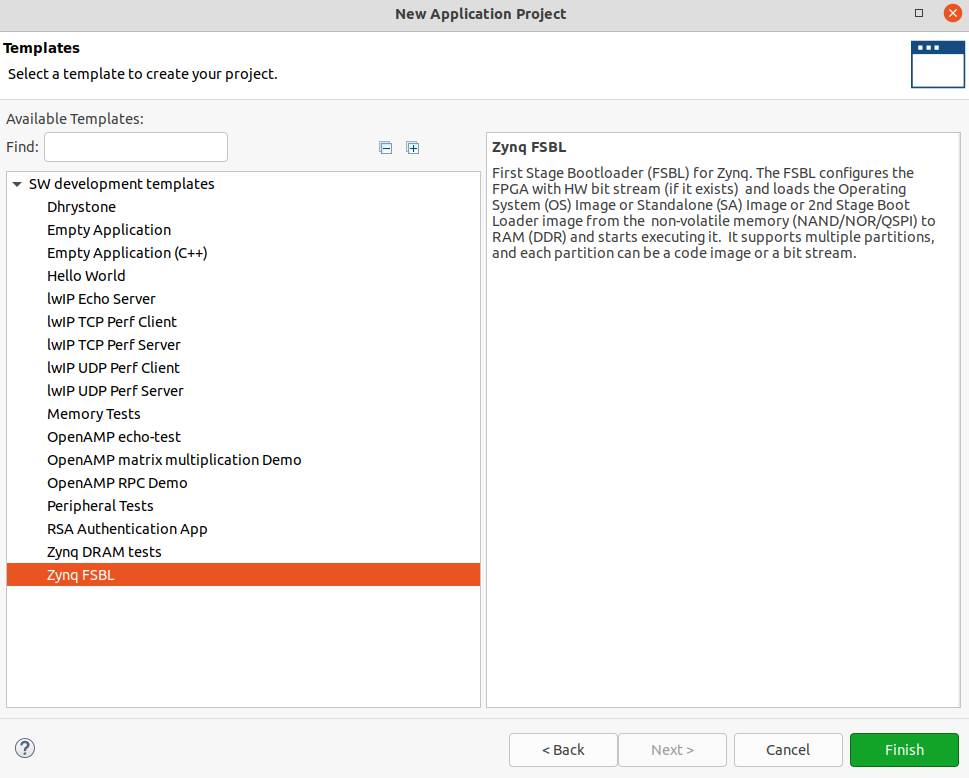 New Application Project
Templates
Select a template to create your project.
Available Templates:
Find:
SW development templates
Dhrystone
Empty Application
Empty Application (C++)
Hello World
lwIP Echo Server
lwIP TCP Perf Client
lwIP TCP Perf Server
lwIP UDP Perf Client
lwIP UDP Perf Server
Memory Tests
OpenAMP echo-test
OpenAMP matrix multiplication Demo
OpenAMP RPC Demo
Peripheral Tests
RSA Authentication App
Zynq DRAM tests
Zynq FSBL
Zynq FSBL
First Stage Bootloader (FSBL) for Zynq. The FSBL configures the
FPGA with HW bit stream (if it exists)  and loads the Operating
System (OS) Image or Standalone (SA) Image or 2nd Stage Boot
Loader image from the  non-volatile memory (NAND/NOR/QSPI) to
RAM (DDR) and starts executing it.  It supports multiple partitions,
and each partition can be a code image or a bit stream.
?
< Back
Next >
Cancel
Finish